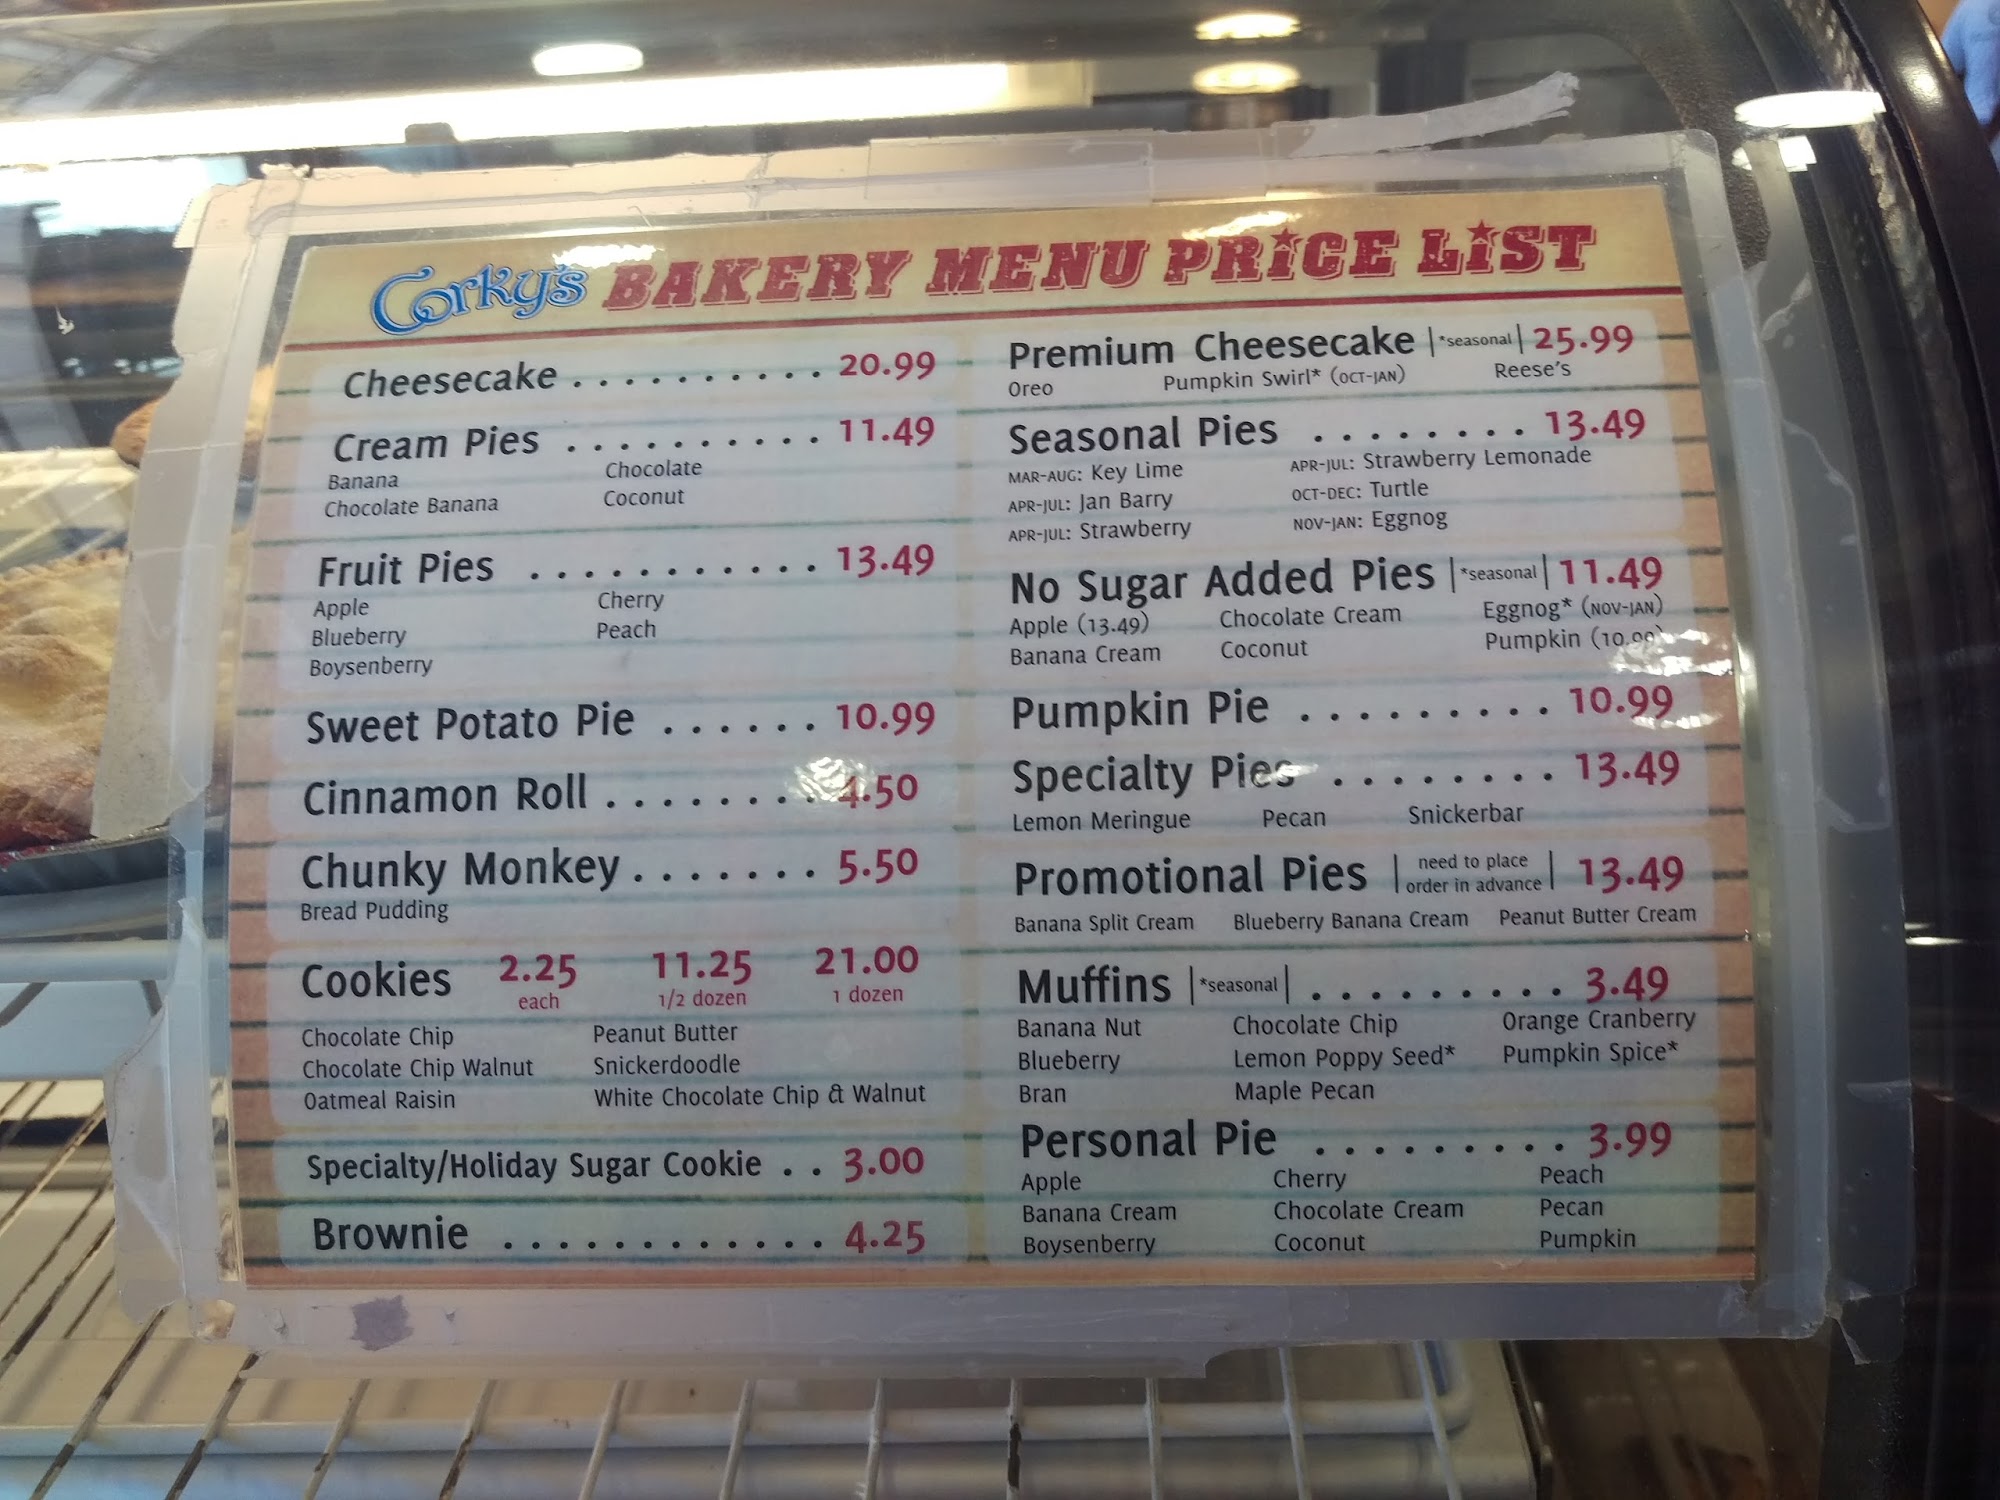 Corky's BAKERY MENU PRICE LIST
Cheesecake . . . . . . . . . . 20.99
Cream Pies . . . . . . . . . . 11.49
Banana Chocolate
Chocolate Banana Coconut
Fruit Pies . . . . . . . . . . . 13.49
Apple Cherry
Blueberry Peach
Boysenberry
Sweet Potato Pie . . . . . . 10.99
Cinnamon Roll . . . . . . . . 4.50
Chunky Monkey . . . . . . . 5.50
Bread Pudding
Cookies 2.25 11.25 21.00
each 1/2 dozen 1 dozen
Chocolate Chip Peanut Butter
Chocolate Chip Walnut Snickerdoodle
Oatmeal Raisin White Chocolate Chip & Walnut
Specialty/Holiday Sugar Cookie . . 3.00
Brownie . . . . . . . . . . . . . 4.25
Premium Cheesecake |*seasonal| 25.99
Oreo Pumpkin Swirl* (OCT-JAN) Reese's
Seasonal Pies . . . . . . . . 13.49
MAR-AUG: Key Lime APR-JUL: Strawberry Lemonade
APR-JUL: Jan Barry OCT-DEC: Turtle
APR-JUL: Strawberry NOV-JAN: Eggnog
No Sugar Added Pies |*seasonal| 11.49
Apple (13.49) Chocolate Cream Eggnog* (NOV-JAN)
Banana Cream Coconut Pumpkin (10.99)
Pumpkin Pie . . . . . . . . . 10.99
Specialty Pies . . . . . . . . 13.49
Lemon Meringue Pecan Snickerbar
Promotional Pies | need to place order in advance | 13.49
Banana Split Cream Blueberry Banana Cream Peanut Butter Cream
Muffins |*seasonal| . . . . . . . . . 3.49
Banana Nut Chocolate Chip Orange Cranberry
Blueberry Lemon Poppy Seed* Pumpkin Spice*
Bran Maple Pecan
Personal Pie . . . . . . . . . 3.99
Apple Cherry Peach
Banana Cream Chocolate Cream Pecan
Boysenberry Coconut Pumpkin